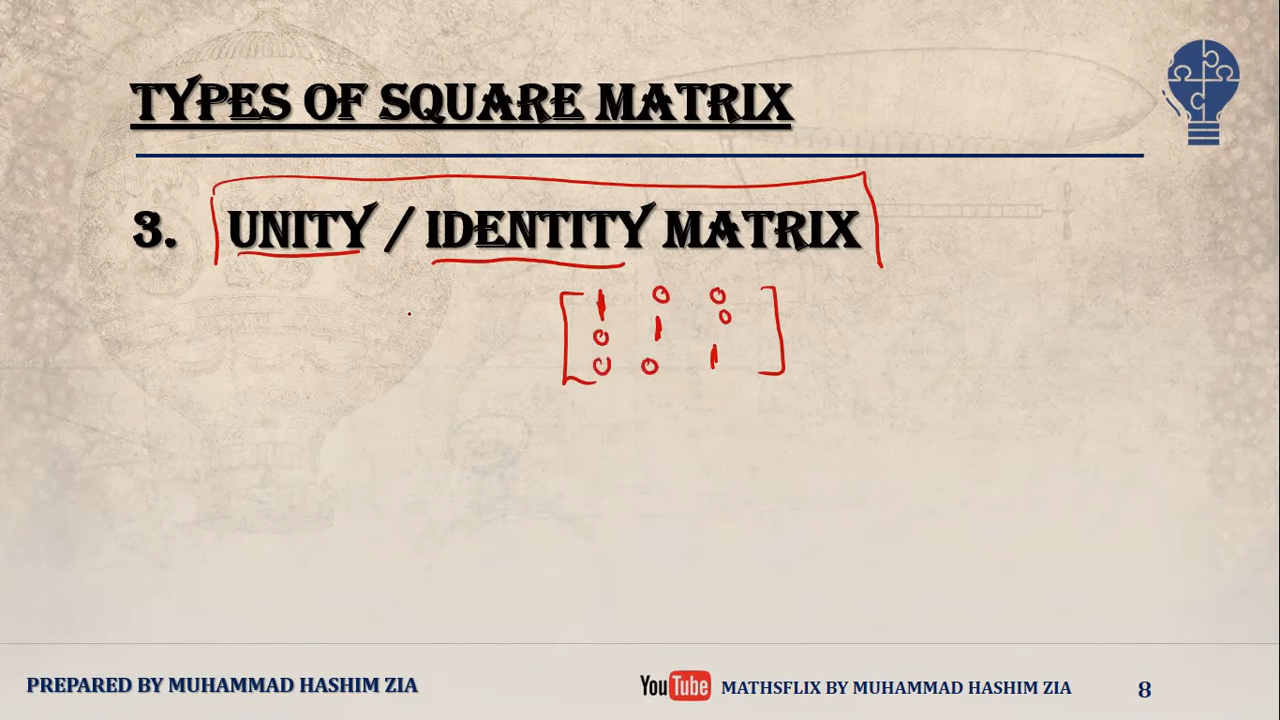 TYPES OF SQUARE MATRIX
3. UNITY / IDENTITY MATRIX
1 0 0
0 1 0
0 0 1
PREPARED BY MUHAMMAD HASHIM ZIA
YouTube MATHSFLIX BY MUHAMMAD HASHIM ZIA
8